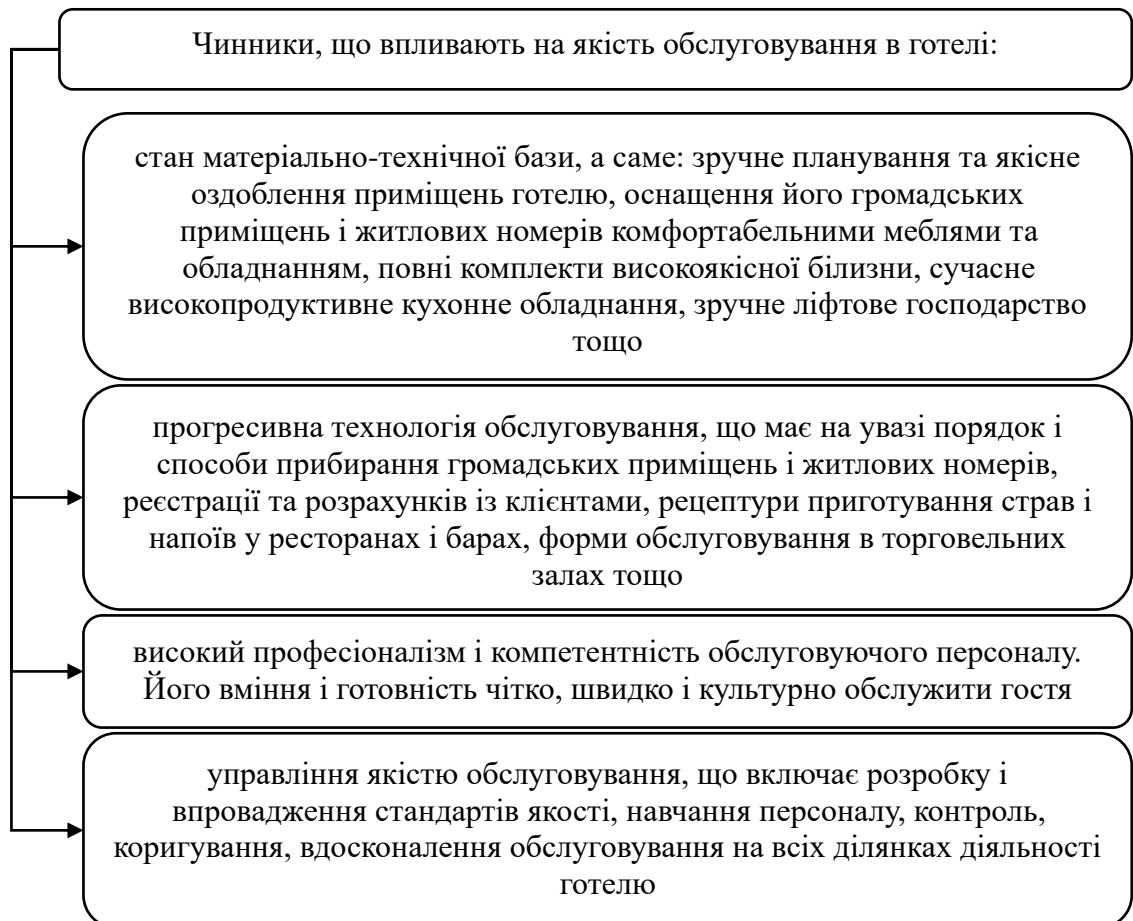 Чинники, що впливають на якість обслуговування в готелі:
стан матеріально-технічної бази, а саме: зручне планування та якісне
оздоблення приміщень готелю, оснащення його громадських
приміщень і житлових номерів комфортабельними меблями та
обладнанням, повні комплекти високоякісної білизни, сучасне
високопродуктивне кухонне обладнання, зручне ліфтове господарство
тощо
прогресивна технологія обслуговування, що має на увазі порядок і
способи прибирання громадських приміщень і житлових номерів,
реєстрації та розрахунків із клієнтами, рецептури приготування страв і
напоїв у ресторанах і барах, форми обслуговування в торговельних
залах тощо
високий професіоналізм і компетентність обслуговуючого персоналу.
Його вміння і готовність чітко, швидко і культурно обслужити гостя
управління якістю обслуговування, що включає розробку і
впровадження стандартів якості, навчання персоналу, контроль,
коригування, вдосконалення обслуговування на всіх ділянках діяльності
готелю